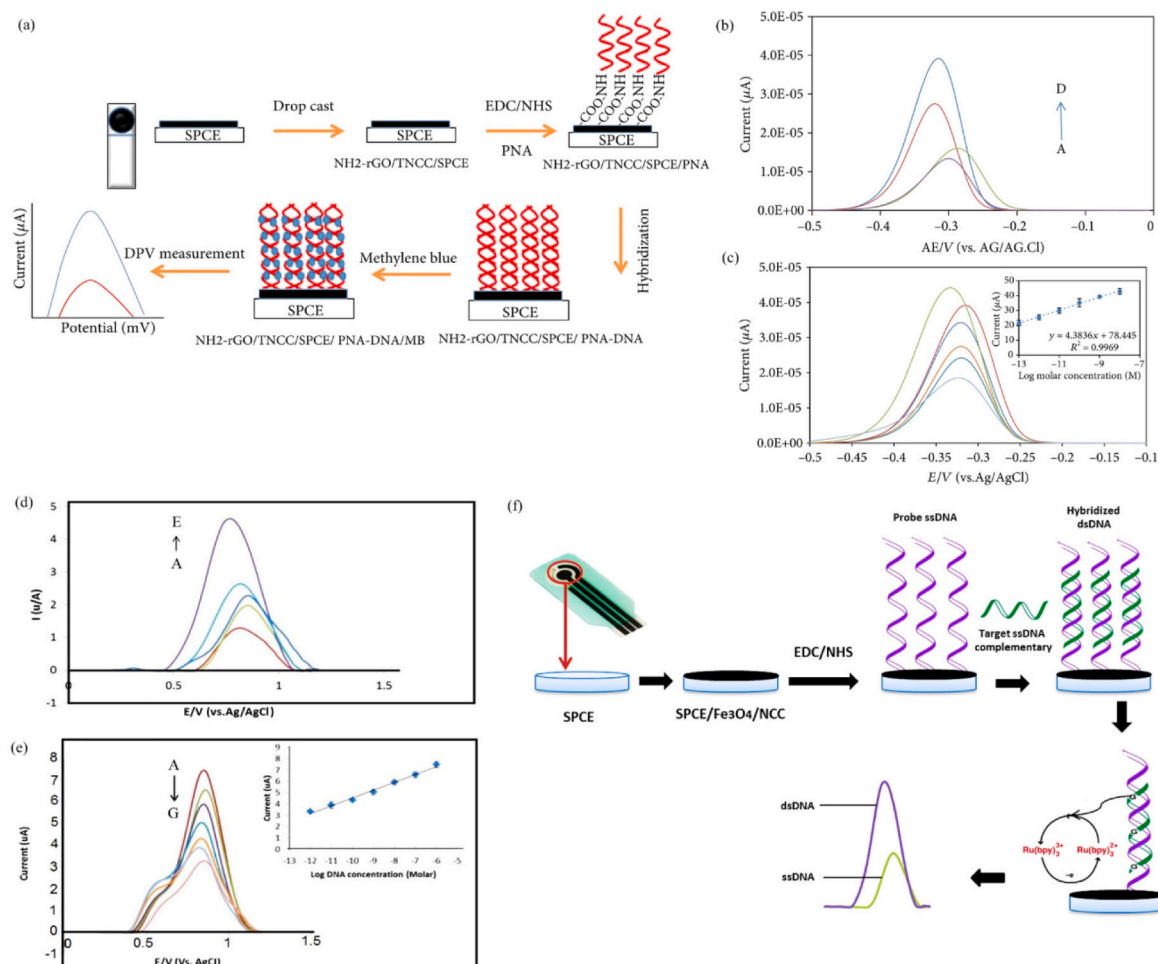 (a)
Drop cast
SPCE
SPCE
NH2-rGO/TNCC/SPCE
EDC/NHS
PNA
-COO-NH
-COO-NH
-COO-NH
-COO-NH
SPCE
NH2-rGO/TNCC/SPCE/PNA
Hybridization
SPCE
NH2-rGO/TNCC/SPCE/ PNA-DNA
Methylene blue
SPCE
NH2-rGO/TNCC/SPCE/ PNA-DNA/MB
DPV measurement
Current (μA)
Potential (mV)
(b)
5.0E-05
4.0E-05
3.0E-05
2.0E-05
1.0E-05
0.0E+00
Current (μA)
D
A
−0.5 −0.4 −0.3 −0.2 −0.1 0
AE/V (vs. AG/AG.Cl)
(c)
5.0E-05
4.0E-05
3.0E-05
2.0E-05
1.0E-05
0.0E+00
Current (μA)
−0.5 −0.45 −0.4 −0.35 −0.3 −0.25 −0.2 −0.15 −0.1
E/V (vs.Ag/AgCl)
Current (μA)
50
40
30
20
10
0
y = 4.3836x + 78.445
R² = 0.9969
−13 −11 −9 −7
Log molar concentration (M)
(d)
5
4
3
2
1
0
-1
I (u/A)
E
A
0 0.5 1 1.5
E/V (vs.Ag/AgCl)
(e)
8
7
6
5
4
3
2
1
0
-1
Current (uA)
A
G
0 0.5 1 1.5
E/V (Vs. AgCl)
Current (uA)
9
8
7
6
5
4
3
2
1
0
-13 -12 -11 -10 -9 -8 -7 -6 -5
Log DNA concentration (Molar)
(f)
SPCE
SPCE/Fe3O4/NCC
EDC/NHS
Probe ssDNA
Target ssDNA
complementary
Hybridized
dsDNA
G
G
G
Ru(bpy)₃³⁺
Ru(bpy)₃²⁺
-e
dsDNA
ssDNA